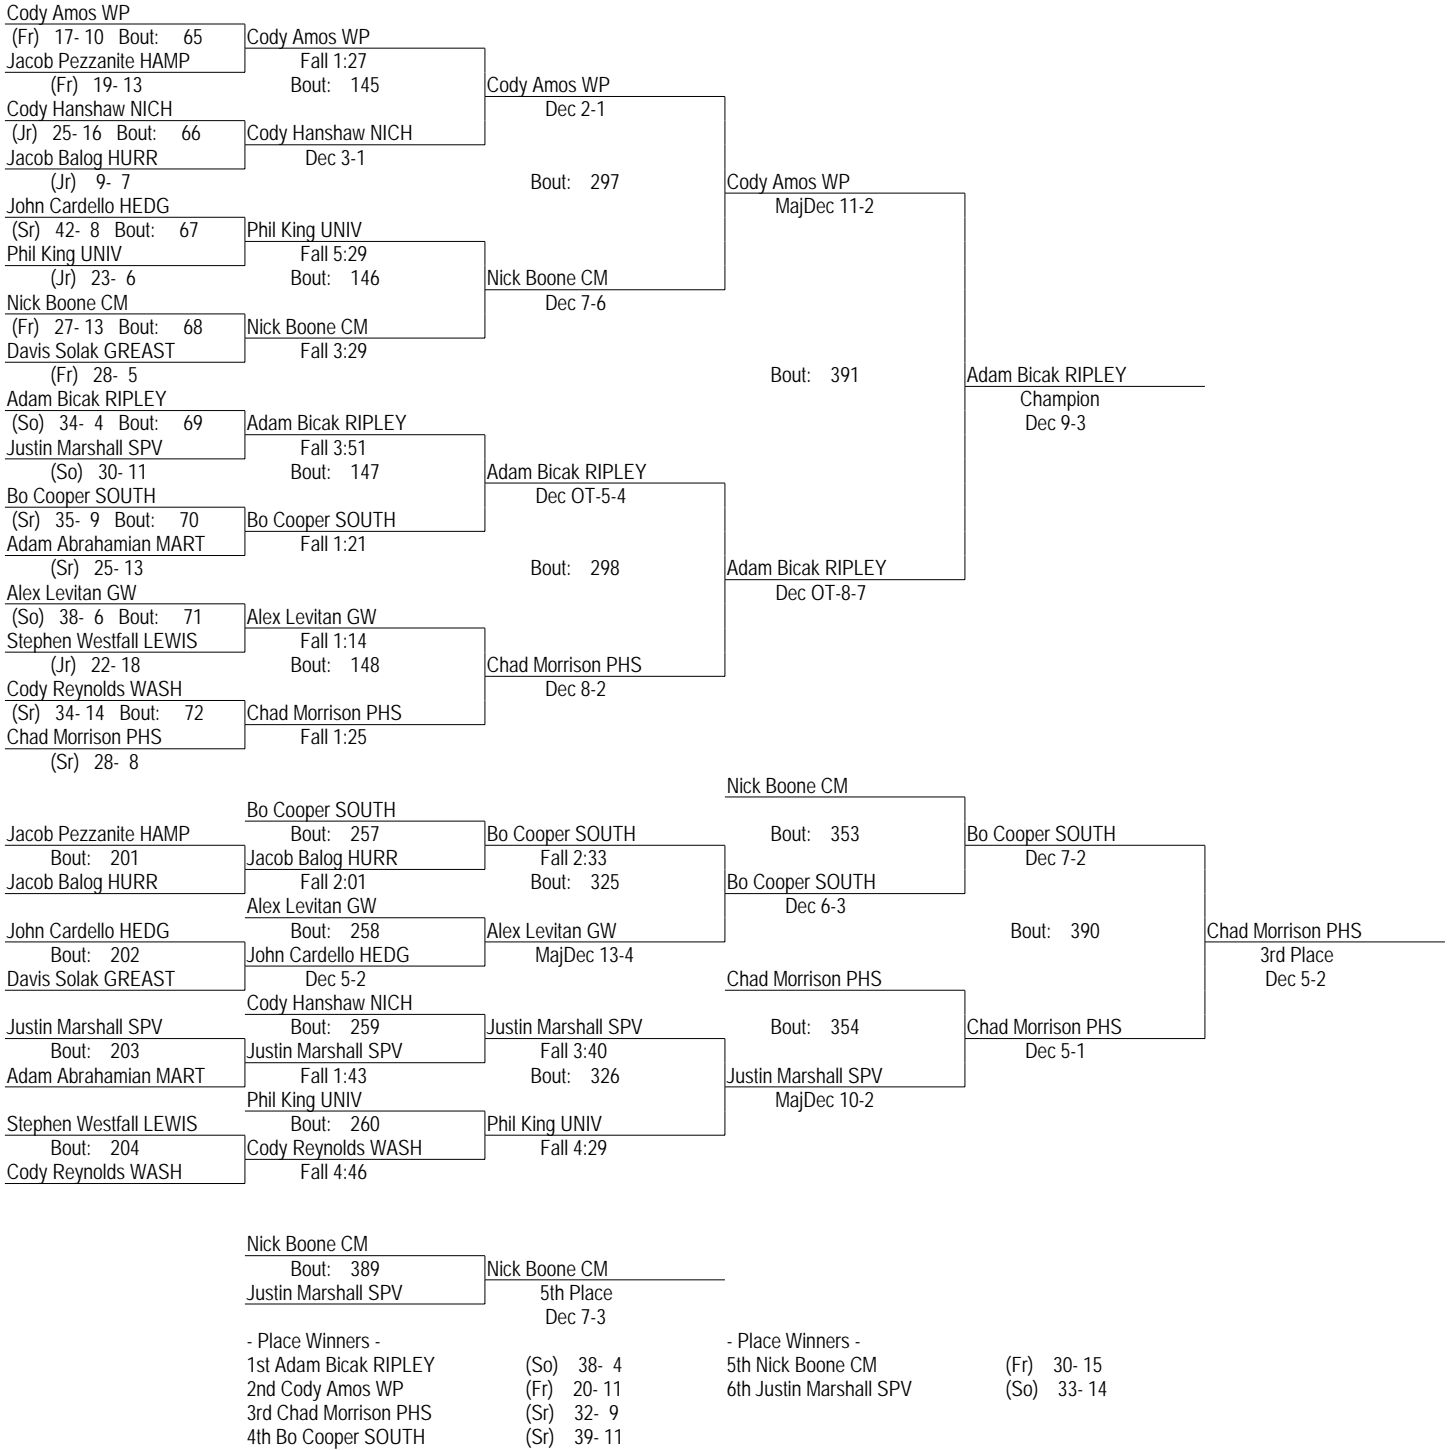 Cody Amos WP
(Fr) 17- 10 Bout: 65 Cody Amos WP
Jacob Pezzanite HAMP Fall 1:27
(Fr) 19- 13 Bout: 145 Cody Amos WP
Cody Hanshaw NICH Dec 2-1
(Jr) 25- 16 Bout: 66 Cody Hanshaw NICH
Jacob Balog HURR Dec 3-1
(Jr) 9- 7 Bout: 297 Cody Amos WP
John Cardello HEDG MajDec 11-2
(Sr) 42- 8 Bout: 67 Phil King UNIV
Phil King UNIV Fall 5:29
(Jr) 23- 6 Bout: 146 Nick Boone CM
Nick Boone CM Dec 7-6
(Fr) 27- 13 Bout: 68 Nick Boone CM
Davis Solak GREAST Fall 3:29
(Fr) 28- 5 Bout: 391 Adam Bicak RIPLEY
Adam Bicak RIPLEY Champion
(So) 34- 4 Bout: 69 Adam Bicak RIPLEY Dec 9-3
Justin Marshall SPV Fall 3:51
(So) 30- 11 Bout: 147 Adam Bicak RIPLEY
Bo Cooper SOUTH Dec OT-5-4
(Sr) 35- 9 Bout: 70 Bo Cooper SOUTH
Adam Abrahamian MART Fall 1:21
(Sr) 25- 13 Bout: 298 Adam Bicak RIPLEY
Alex Levitan GW Dec OT-8-7
(So) 38- 6 Bout: 71 Alex Levitan GW
Stephen Westfall LEWIS Fall 1:14
(Jr) 22- 18 Bout: 148 Chad Morrison PHS
Cody Reynolds WASH Dec 8-2
(Sr) 34- 14 Bout: 72 Chad Morrison PHS
Chad Morrison PHS Fall 1:25
(Sr) 28- 8
Nick Boone CM
Bo Cooper SOUTH
Jacob Pezzanite HAMP Bout: 257 Bo Cooper SOUTH Bout: 353 Bo Cooper SOUTH
Bout: 201 Jacob Balog HURR Fall 2:33 Dec 7-2
Jacob Balog HURR Fall 2:01 Bout: 325 Bo Cooper SOUTH
Alex Levitan GW Dec 6-3
John Cardello HEDG Bout: 258 Alex Levitan GW Bout: 390 Chad Morrison PHS
Bout: 202 John Cardello HEDG MajDec 13-4 3rd Place
Davis Solak GREAST Dec 5-2 Chad Morrison PHS Dec 5-2
Cody Hanshaw NICH
Justin Marshall SPV Bout: 259 Justin Marshall SPV Bout: 354 Chad Morrison PHS
Bout: 203 Justin Marshall SPV Fall 3:40 Dec 5-1
Adam Abrahamian MART Fall 1:43 Bout: 326 Justin Marshall SPV
Phil King UNIV MajDec 10-2
Stephen Westfall LEWIS Bout: 260 Phil King UNIV
Bout: 204 Cody Reynolds WASH Fall 4:29
Cody Reynolds WASH Fall 4:46
Nick Boone CM
Bout: 389 Nick Boone CM
Justin Marshall SPV 5th Place
Dec 7-3
- Place Winners - - Place Winners -
1st Adam Bicak RIPLEY (So) 38- 4 5th Nick Boone CM (Fr) 30- 15
2nd Cody Amos WP (Fr) 20- 11 6th Justin Marshall SPV (So) 33- 14
3rd Chad Morrison PHS (Sr) 32- 9
4th Bo Cooper SOUTH (Sr) 39- 11